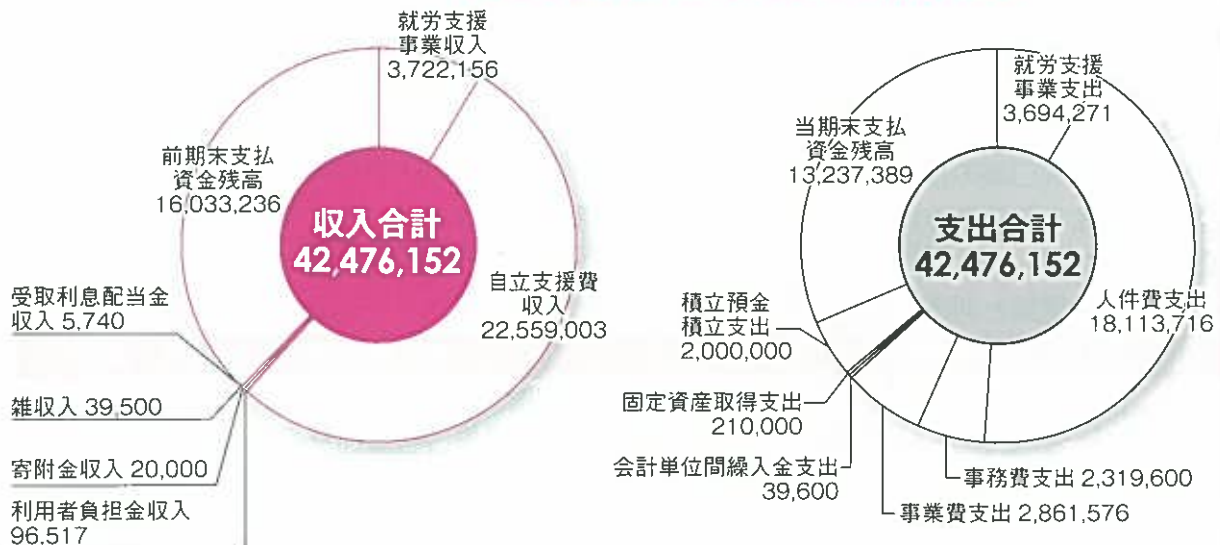 就労支援
事業収入
3,722,156
前期末支払
資金残高
16,033,236
収入合計
42,476,152
自立支援費
収入
22,559,003
受取利息配当金
収入 5,740
雑収入 39,500
寄附金収入 20,000
利用者負担金収入
96,517
就労支援
事業支出
3,694,271
当期末支払
資金残高
13,237,389
支出合計
42,476,152
人件費支出
18,113,716
積立預金
積立支出
2,000,000
固定資産取得支出
210,000
会計単位間繰入金支出
39,600
事務費支出 2,319,600
事業費支出 2,861,576